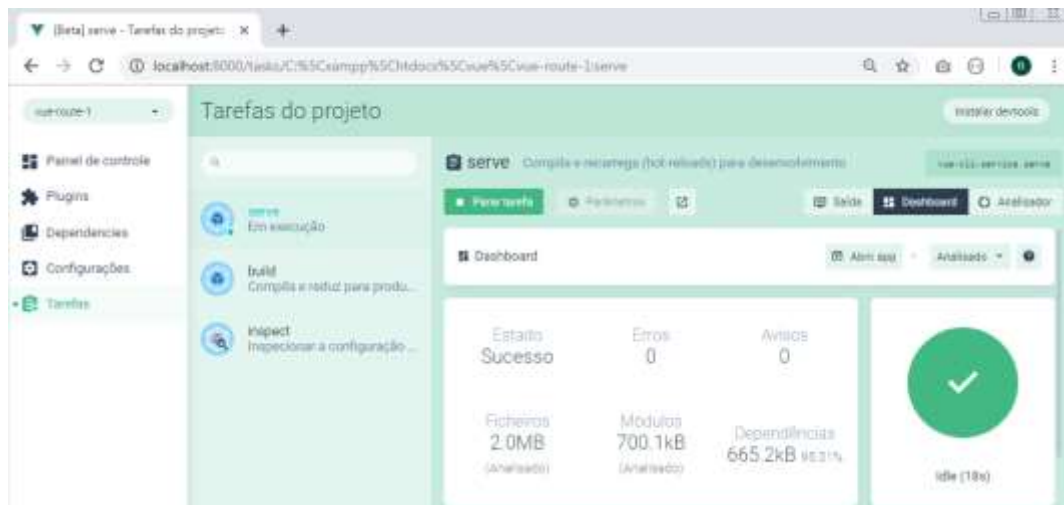 [Beta] serve - Tarefas do projeto
localhost:8000/tasks/C:%5Cxampp%5Chtdocs%5Cvue%5Cvue-route-1:serve
vue-route-1
Tarefas do projeto
Instalar devtools
Painel de controle
Plugins
Dependencies
Configurações
Tarefas
serve
Em execução
build
Compila e reduz para produ...
inspect
Inspecionar a configuração ...
serve Compila e recarrega (hot-reloads) para desenvolvimento
vue-cli-service serve
Parar tarefa
Parâmetros
Saída
Dashboard
Analisador
Dashboard
Abrir app
Analisado
Estado
Sucesso
Erros
0
Avisos
0
Ficheiros
2.0MB
(Analisado)
Módulos
700.1kB
(Analisado)
Dependências
665.2kB
Idle (18s)